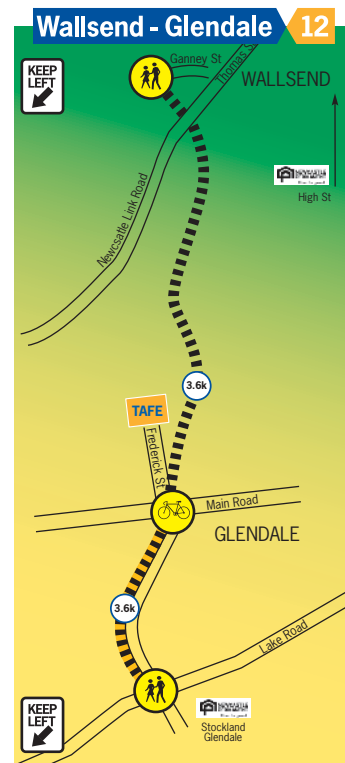 Wallsend - Glendale 12
KEEP
LEFT
Ganney St
Thomas St
WALLSEND
High St
Newcsatle Link Road
3.6k
TAFE
Frederick St
Main Road
GLENDALE
3.6k
Lake Road
KEEP
LEFT
Stockland
Glendale